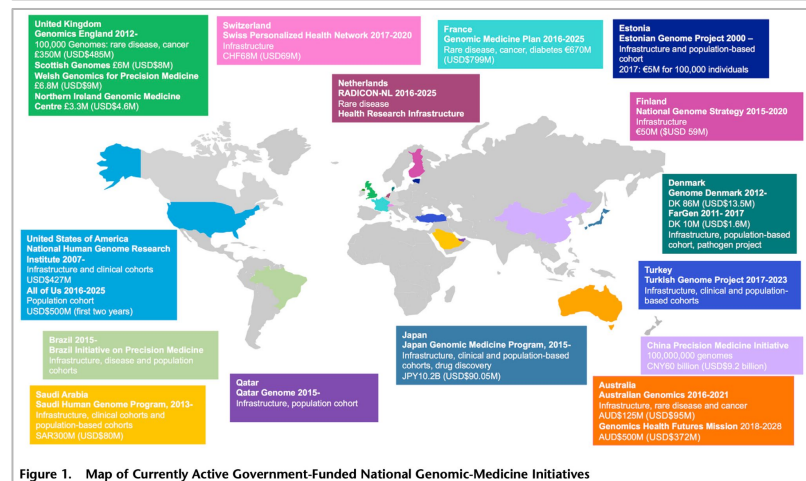 United Kingdom
Genomics England 2012-
100,000 Genomes: rare disease, cancer
£350M (USD$485M)
Scottish Genomes £6M (USD$8M)
Welsh Genomics for Precision Medicine
£6.8M (USD$9M)
Northern Ireland Genomic Medicine
Centre £3.3M (USD$4.6M)
Switzerland
Swiss Personalized Health Network 2017-2020
Infrastructure
CHF68M (USD69M)
France
Genomic Medicine Plan 2016-2025
Rare disease, cancer, diabetes €670M
(USD$799M)
Estonia
Estonian Genome Project 2000 –
Infrastructure and population-based
cohort
2017: €5M for 100,000 individuals
Netherlands
RADICON-NL 2016-2025
Rare disease
Health Research Infrastructure
Finland
National Genome Strategy 2015-2020
Infrastructure
€50M ($USD 59M)
Denmark
Genome Denmark 2012-
DK 86M (USD$13.5M)
FarGen 2011- 2017
DK 10M (USD$1.6M)
Infrastructure, population-based
cohort, pathogen project
United States of America
National Human Genome Research
Institute 2007-
Infrastructure and clinical cohorts
USD$427M
All of Us 2016-2025
Population cohort
USD$500M (first two years)
Turkey
Turkish Genome Project 2017-2023
Infrastructure, clinical and population-
based cohorts
Brazil 2015-
Brazil Initiative on Precision Medicine
Infrastructure, disease and population
cohorts
Japan
Japan Genomic Medicine Program, 2015-
Infrastructure, clinical and population-based
cohorts, drug discovery
JPY10.2B (USD$90.05M)
China Precision Medicine Initiative
100,000,000 genomes
CNY60 billion (USD$9.2 billion)
Saudi Arabia
Saudi Human Genome Program, 2013-
Infrastructure, clinical cohorts and
population-based cohorts
SAR300M (USD$80M)
Qatar
Qatar Genome 2015-
Infrastructure, population cohort
Australia
Australian Genomics 2016-2021
Infrastructure, rare disease and cancer
AUD$125M (USD$95M)
Genomics Health Futures Mission 2018-2028
AUD$500M (USD$372M)
Figure 1. Map of Currently Active Government-Funded National Genomic-Medicine Initiatives